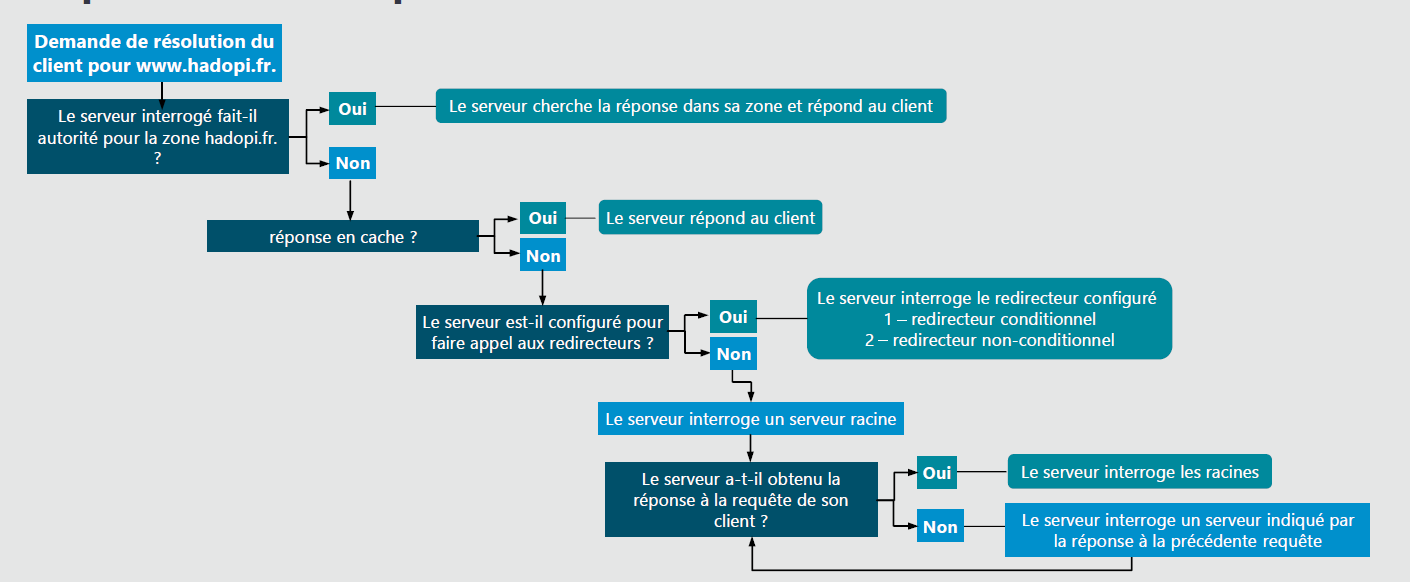 Demande de résolution du
client pour www.hadopi.fr.
Le serveur interrogé fait-il
autorité pour la zone hadopi.fr.
?
Oui
Le serveur cherche la réponse dans sa zone et répond au client
Non
réponse en cache ?
Oui
Le serveur répond au client
Non
Le serveur est-il configuré pour
faire appel aux redirecteurs ?
Oui
Le serveur interroge le redirecteur configuré
1 – redirecteur conditionnel
2 – redirecteur non-conditionnel
Non
Le serveur interroge un serveur racine
Le serveur a-t-il obtenu la
réponse à la requête de son
client ?
Oui
Le serveur interroge les racines
Non
Le serveur interroge un serveur indiqué par
la réponse à la précédente requête